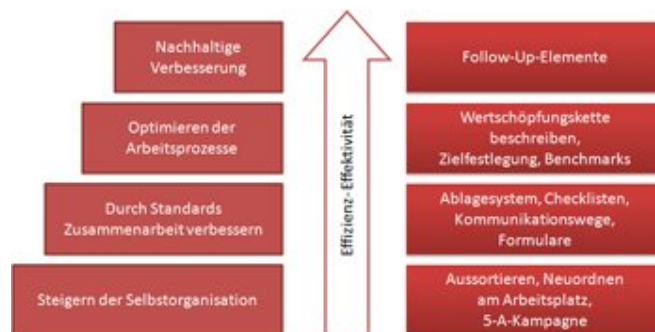 Nachhaltige
Verbesserung
Follow-Up-Elemente
Optimieren der
Arbeitsprozesse
Wertschöpfungskette
beschreiben,
Zielfestlegung, Benchmarks
Durch Standards
Zusammenarbeit verbessern
Ablagesystem, Checklisten,
Kommunikationswege,
Formulare
Steigern der Selbstorganisation
Aussortieren, Neuordnen
am Arbeitsplatz,
5-A-Kampagne
Effizienz- Effektivität